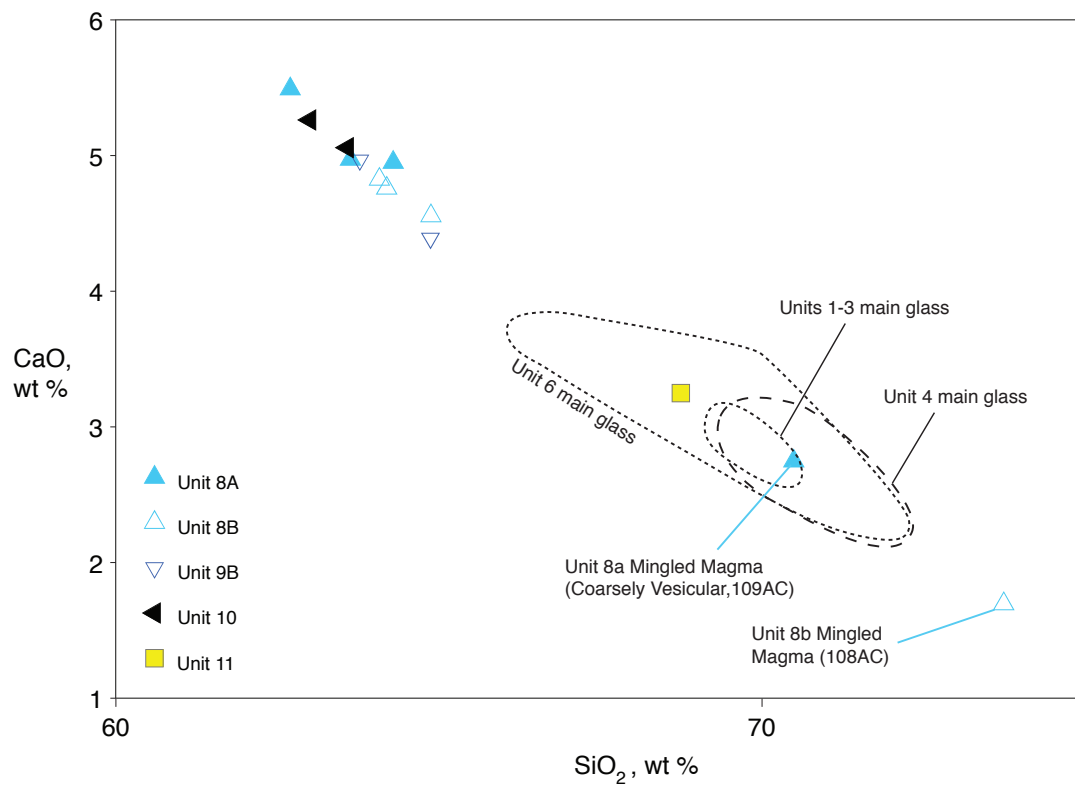 6
5
4
3
2
1
CaO,
wt %
60
70
SiO2 , wt %
Units 1-3 main glass
Unit 4 main glass
Unit 6 main glass
Unit 8a Mingled Magma
(Coarsely Vesicular,109AC)
Unit 8b Mingled
Magma (108AC)
Unit 8A
Unit 8B
Unit 9B
Unit 10
Unit 11